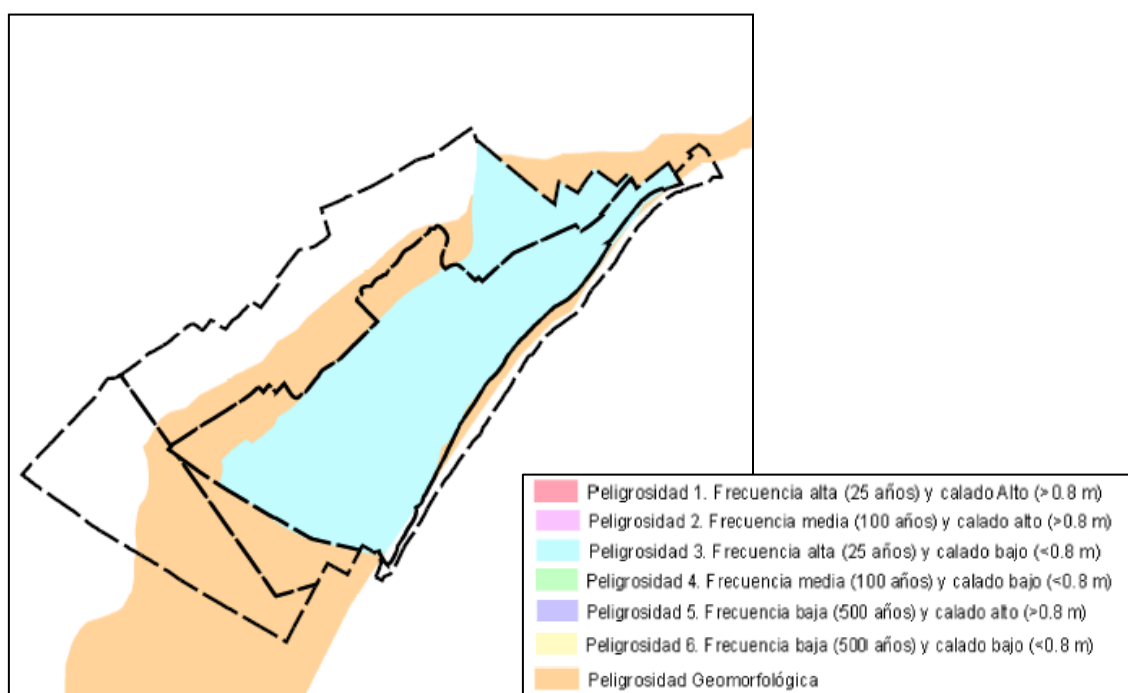 Peligrosidad 1. Frecuencia alta (25 años) y calado Alto (>0.8 m)
Peligrosidad 2. Frecuencia media (100 años) y calado alto (>0.8 m)
Peligrosidad 3. Frecuencia alta (25 años) y calado bajo (<0.8 m)
Peligrosidad 4. Frecuencia media (100 años) y calado bajo (<0.8 m)
Peligrosidad 5. Frecuencia baja (500 años) y calado alto (>0.8 m)
Peligrosidad 6. Frecuencia baja (500 años) y calado bajo (<0.8 m)
Peligrosidad Geomorfológica